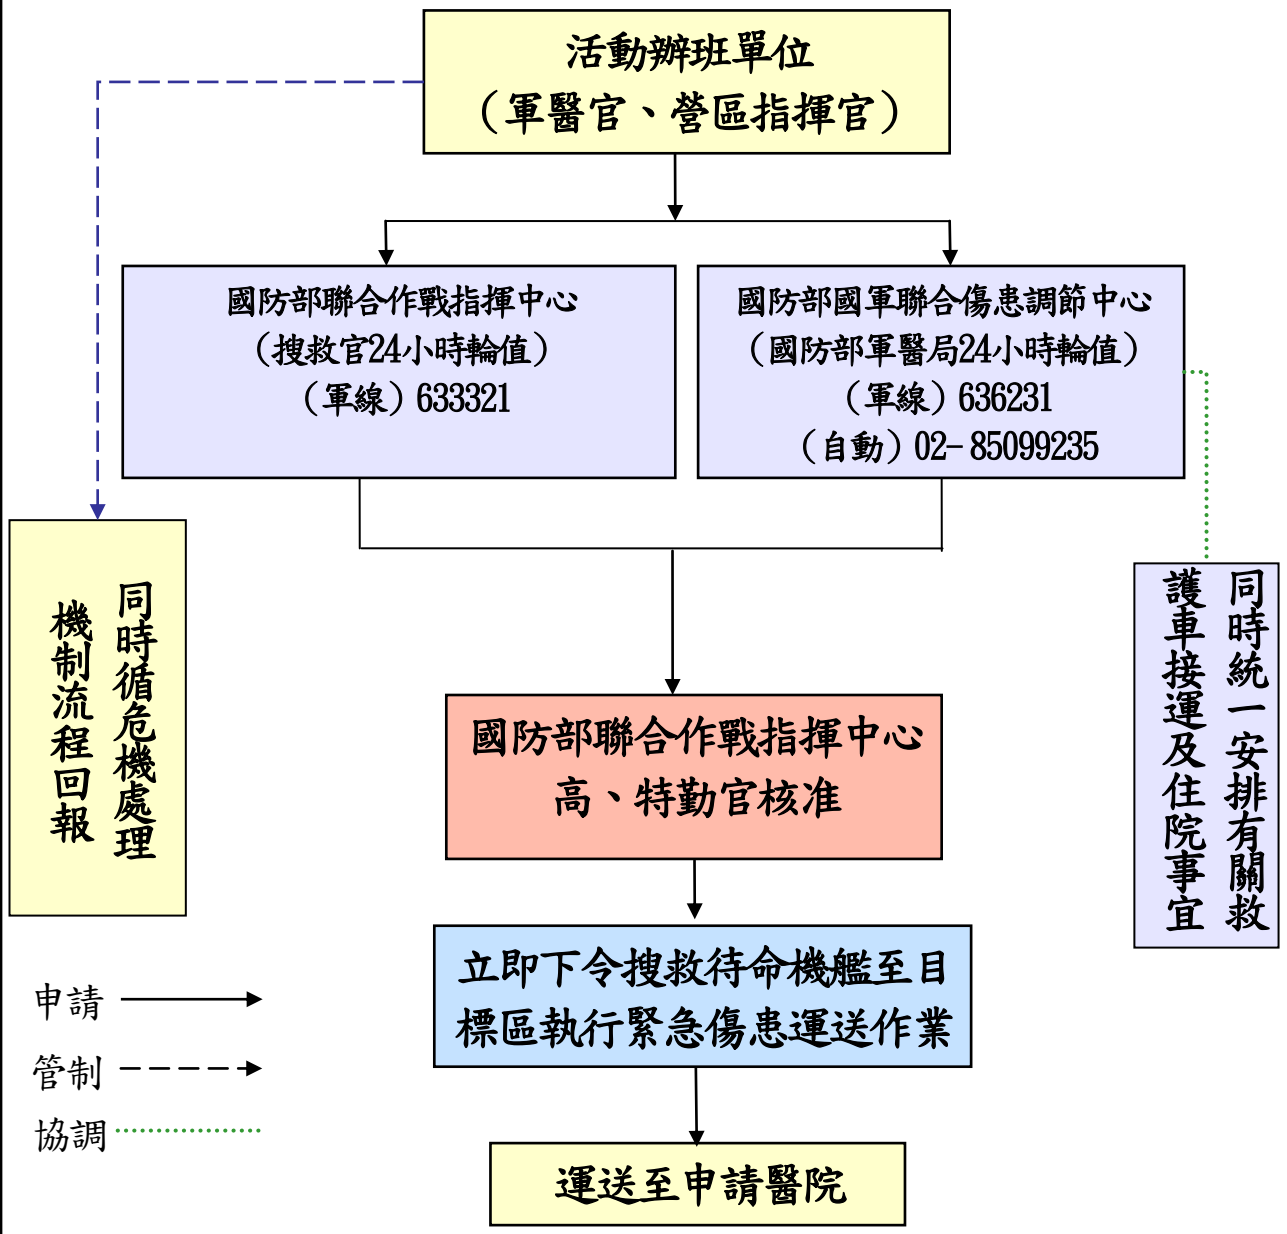 活動辦班單位
（軍醫官、營區指揮官）
國防部聯合作戰指揮中心
（搜救官24小時輪值）
（軍線）633321
國防部國軍聯合傷患調節中心
（國防部軍醫局24小時輪值）
（軍線）636231
（自動）02-85099235
同時循危機處理
機制流程回報
同時統一安排有關救
護車接運及住院事宜
國防部聯合作戰指揮中心
高、特勤官核准
立即下令搜救待命機艦至目
標區執行緊急傷患運送作業
運送至申請醫院
申請
管制
協調